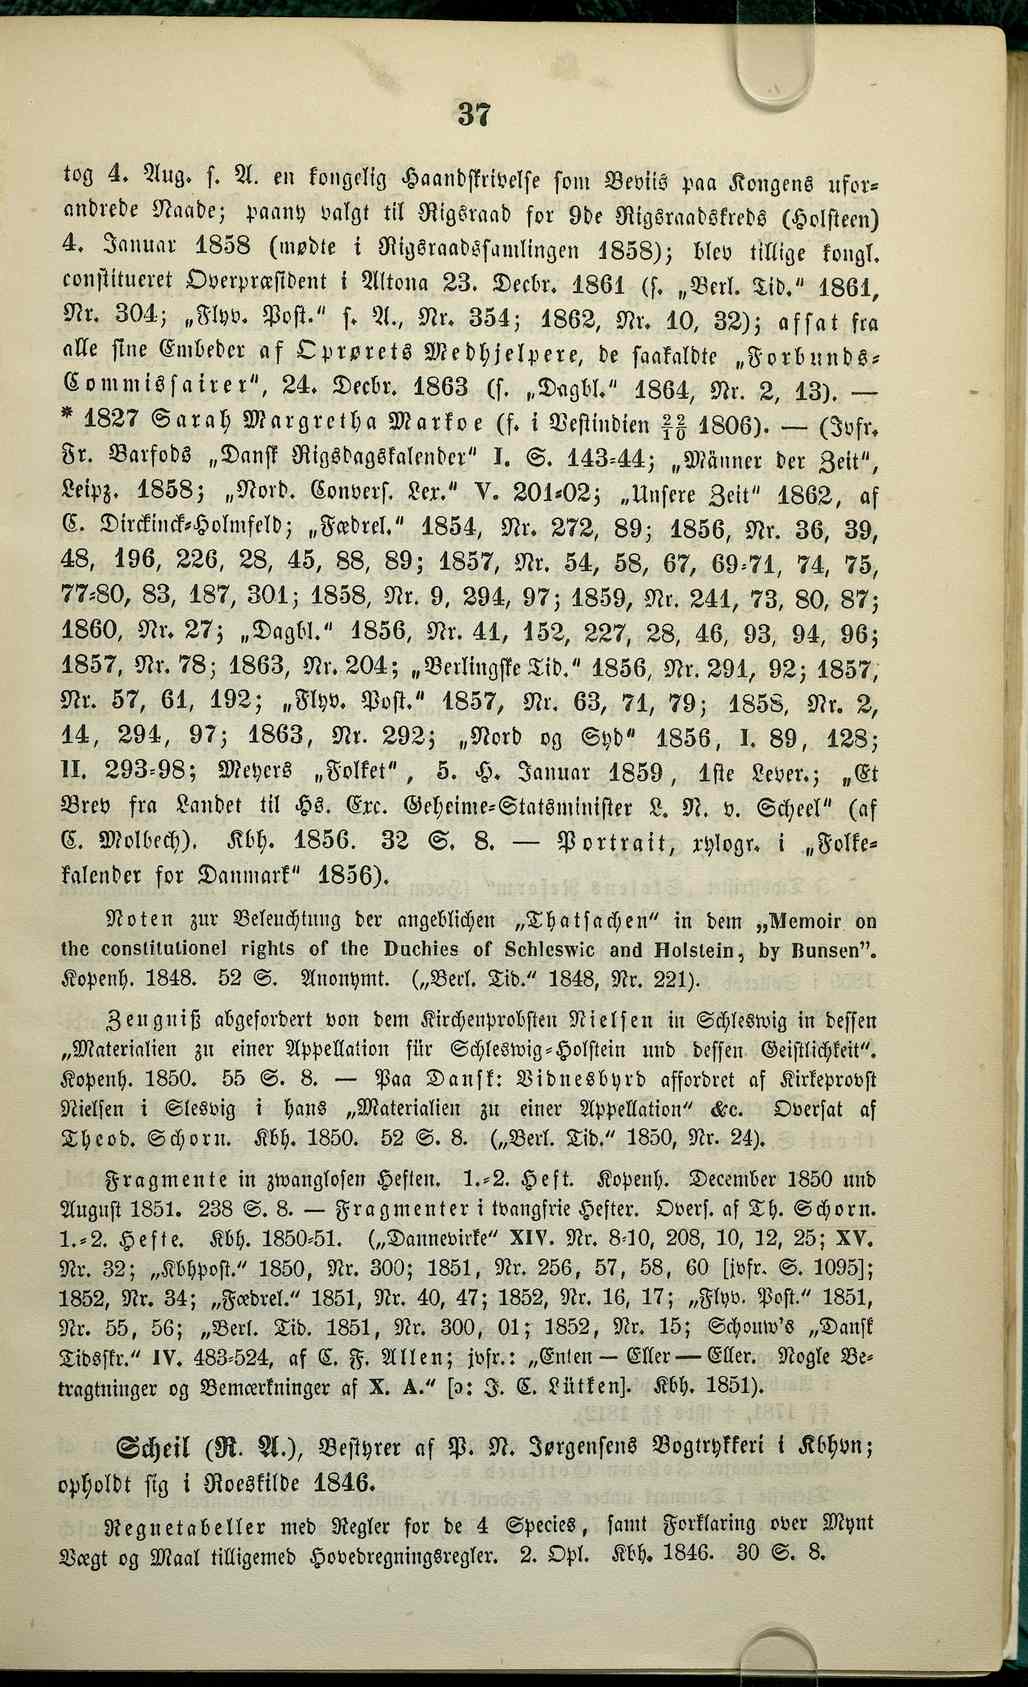 37
tog 4. Aug. s. A. en kongelig Haandskrivelse som Beviis paa Kongens ufor-
andrede Naade; paany valgt til Rigsraad for 9de Rigsraadskreds (Holsteen)
4. Januar 1858 (mødte i Rigsraadssamlingen 1858); blev tillige kongl.
constitueret Overpræsident i Altona 23. Decbr. 1861 (s. „Berl. Tid.“ 1861,
Nr. 304; „Flyv. Post.“ s. A., Nr. 354; 1862, Nr. 10, 32); afsat fra
alle sine Embeder af Oprørets Medhjelpere, de saakaldte „Forbunds-
Commissairer“, 24. Decbr. 1863 (s. „Dagbl.“ 1864, Nr. 2, 13). —
* 1827 Sarah Margretha Markoe (f. i Vestindien 22/10 1806). — (Jvfr.
Fr. Barfods „Dansk Rigsdagskalender“ I. S. 143-44; „Männer der Zeit“,
Leipz. 1858; „Nord. Convers. Lex.“ V. 201-02; „Unsere Zeit“ 1862, af
C. Dirckinck-Holmfeld; „Fædrel.“ 1854, Nr. 272, 89; 1856, Nr. 36, 39,
48, 196, 226, 28, 45, 88, 89; 1857, Nr. 54, 58, 67, 69-71, 74, 75,
77-80, 83, 187, 301; 1858, Nr. 9, 294, 97; 1859, Nr. 241, 73, 80, 87;
1860, Nr. 27; „Dagbl.“ 1856, Nr. 41, 152, 227, 28, 46, 93, 94, 96;
1857, Nr. 78; 1863, Nr. 204; „Berlingske Tid.“ 1856, Nr. 291, 92; 1857,
Nr. 57, 61, 192; „Flyv. Post.“ 1857, Nr. 63, 71, 79; 1858, Nr. 2,
14, 294, 97; 1863, Nr. 292; „Nord og Syd“ 1856, I. 89, 128;
II. 293-98; Meyers „Folket“, 5. H. Januar 1859, 1ste Lever.; „Et
Brev fra Landet til Hs. Exc. Geheime-Statsminister L. N. v. Scheel“ (af
C. Molbech). Kbh. 1856. 32 S. 8. — Portrait, xylogr. i „Folke-
kalender for Danmark“ 1856).
Noten zur Beleuchtung der angeblichen „Thatsachen“ in dem „Memoir on
the constitutionel rights of the Duchies of Schleswic and Holstein, by Bunsen”.
Kopenh. 1848. 52 S. Anonymt. („Berl. Tid.“ 1848, Nr. 221).
Zeugniß abgefordert von dem Kirchenprobsten Nielsen in Schleswig in dessen
„Materialien zu einer Appellation für Schleswig-Holstein und dessen Geistlichkeit“.
Kopenh. 1850. 55 S. 8. — Paa Dansk: Vidnesbyrd affordret af Kirkeprovst
Nielsen i Slesvig i hans „Materialien zu einer Appellation“ &c. Oversat af
Theod. Schorn. Kbh. 1850. 52 S. 8. („Berl. Tid.“ 1850, Nr. 24).
Fragmente in zwanglosen Heften. 1.-2. Heft. Kopenh. December 1850 und
August 1851. 238 S. 8. — Fragmenter i tvangfrie Hefter. Overs. af Th. Schorn.
1.-2. Hefte. Kbh. 1850-51. („Dannevirke“ XIV. Nr. 8-10, 208, 10, 12, 25; XV.
Nr. 32; „Kbhpost.“ 1850, Nr. 300; 1851, Nr. 256, 57, 58, 60 [jvfr. S. 1095];
1852, Nr. 34; „Fædrel.“ 1851, Nr. 40, 47; 1852, Nr. 16, 17; „Flyv. Post.“ 1851,
Nr. 55, 56; „Berl. Tid. 1851, Nr. 300, 01; 1852, Nr. 15; Schouw's „Dansk
Tidsskr.“ IV. 483-524, af C. F. Allen; jvfr.: „Enten — Eller — Eller. Nogle Be-
tragtninger og Bemærkninger af X. A.“ [ɔ: J. C. Lütken]. Kbh. 1851).
Scheil (R. A.), Bestyrer af P. N. Jørgensens Bogtrykkeri i Kbhvn;
opholdt sig i Roeskilde 1846.
Regnetabeller med Regler for de 4 Species, samt Forklaring over Mynt
Vægt og Maal tilligemed Hovedregningsregler. 2. Opl. Kbh. 1846. 30 S. 8.